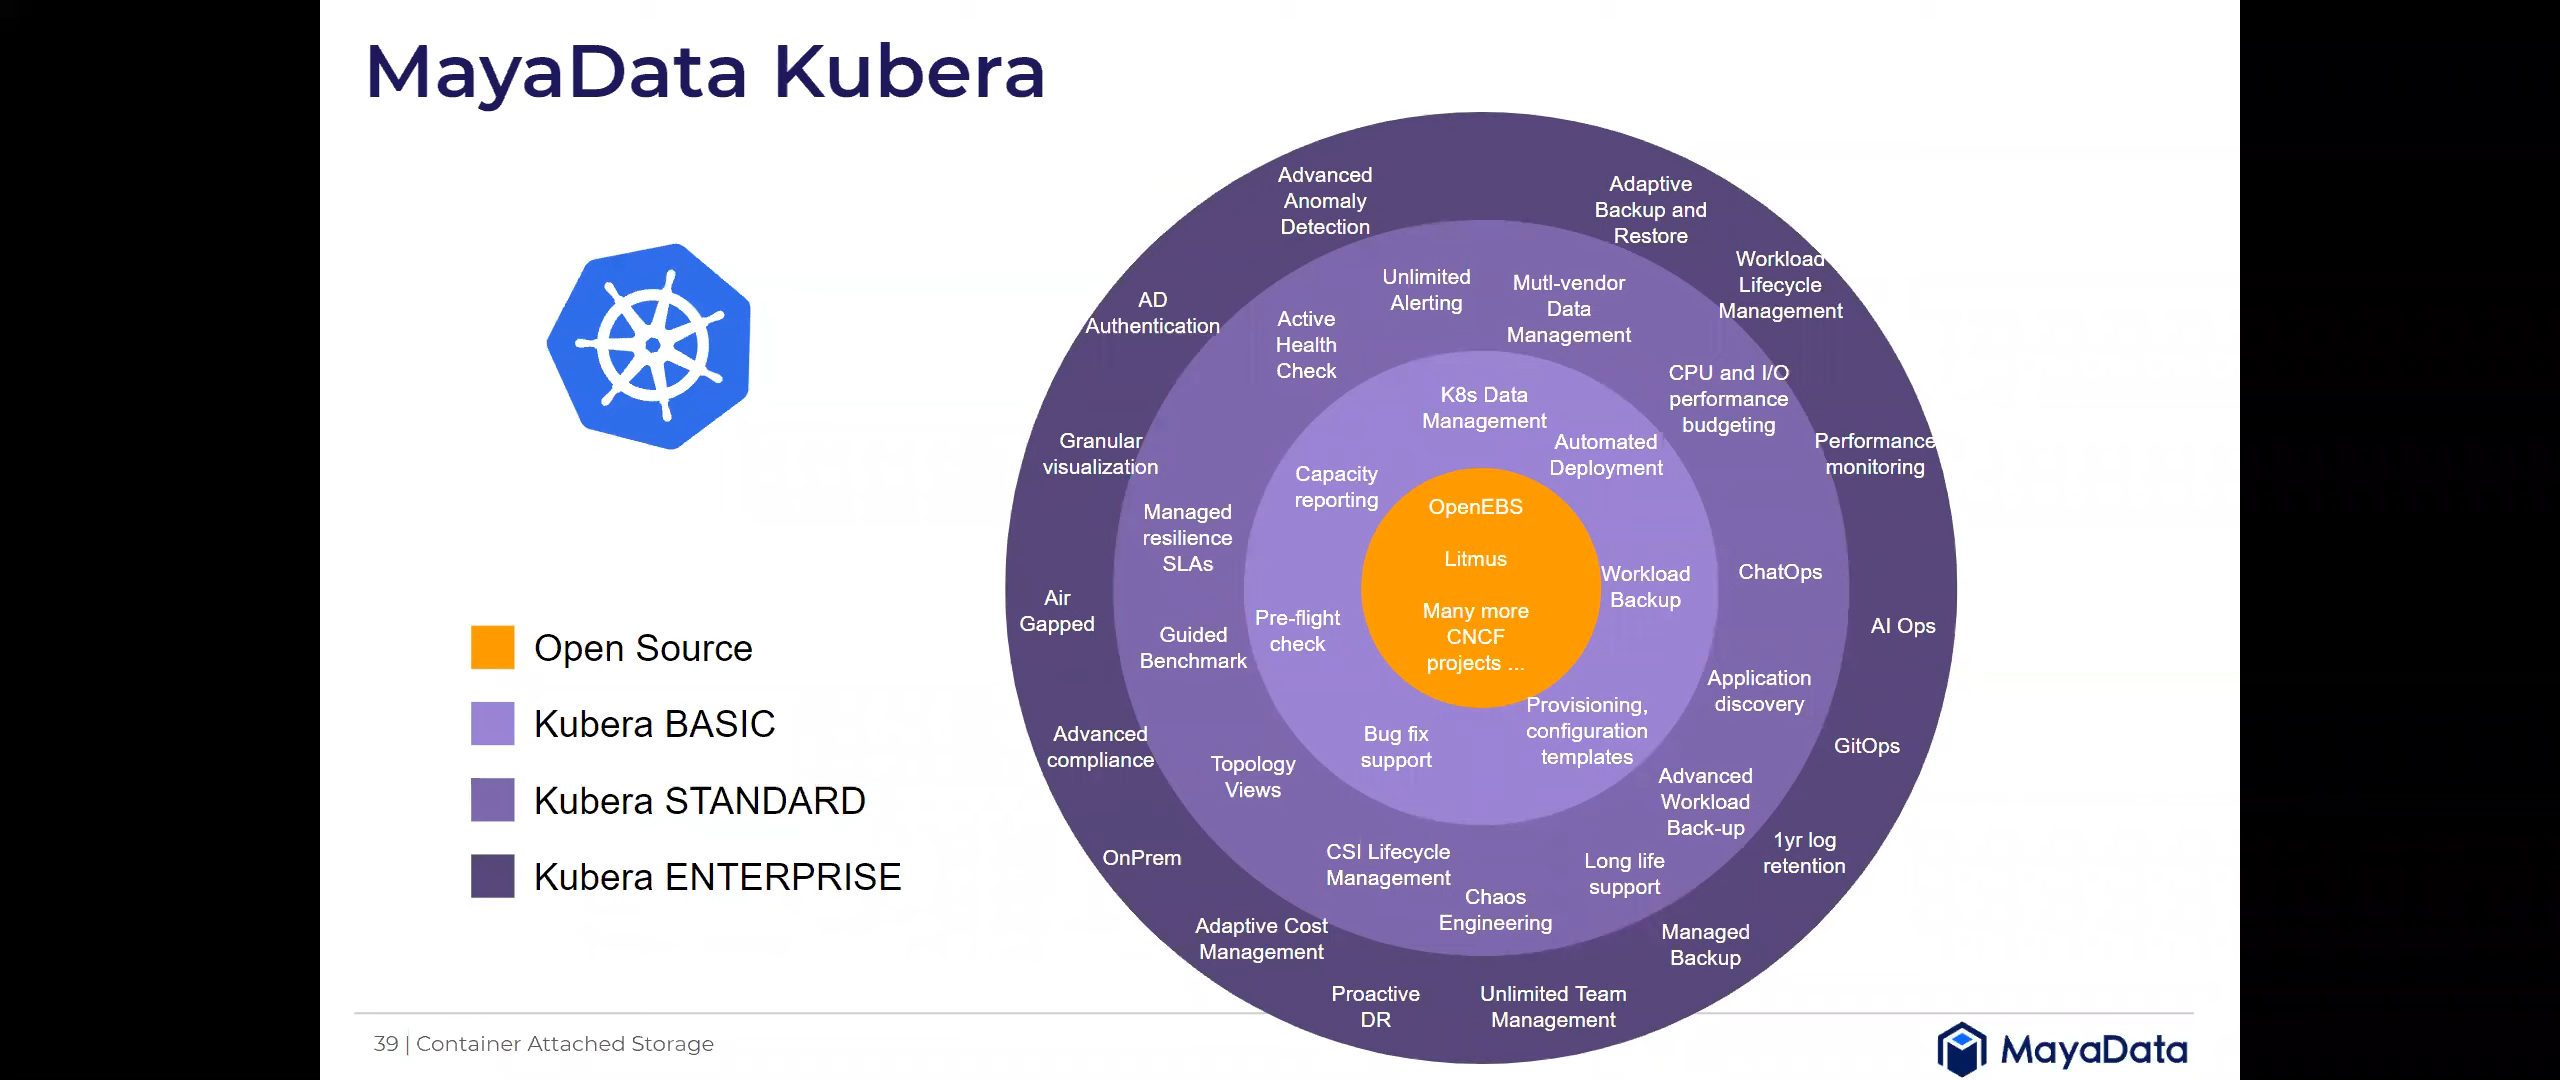 MayaData Kubera
Advanced
Anomaly
Detection
Adaptive
Backup and
Restore
Workload
Lifecycle
Management
AD
Authentication
Unlimited
Alerting
Mutl-vendor
Data
Management
Active
Health
Check
CPU and I/O
performance
budgeting
K8s Data
Management
Automated
Deployment
Granular
visualization
Performance
monitoring
Capacity
reporting
Managed
resilience
SLAs
OpenEBS
Litmus
Many more
CNCF
projects ...
Workload
Backup
ChatOps
Air
Gapped
Pre-flight
check
Guided
Benchmark
AI Ops
Application
discovery
Provisioning,
configuration
templates
Bug fix
support
GitOps
Advanced
compliance
Topology
Views
Advanced
Workload
Back-up
1yr log
retention
OnPrem
CSI Lifecycle
Management
Long life
support
Chaos
Engineering
Adaptive Cost
Management
Managed
Backup
Proactive
DR
Unlimited Team
Management
Open Source
Kubera BASIC
Kubera STANDARD
Kubera ENTERPRISE
39 | Container Attached Storage
MayaData